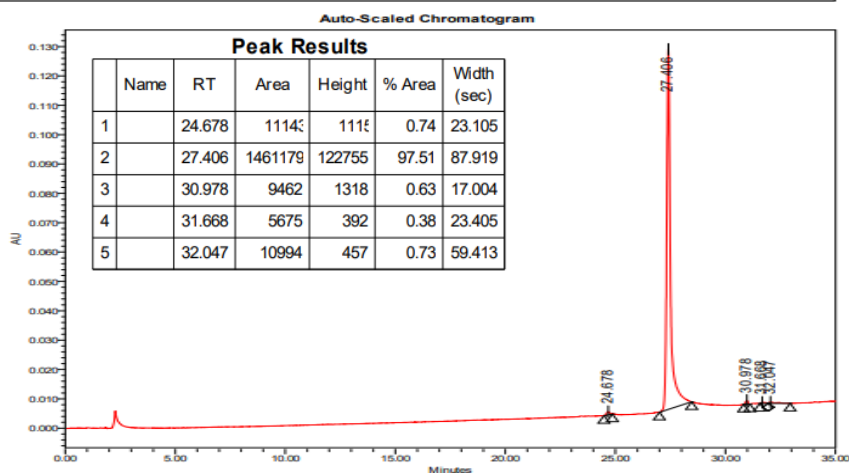 Auto-Scaled Chromatogram
Peak Results
Name RT Area Height % Area Width (sec)
1 24.678 0.74 23.105
2 27.406 1461179 122755 97.51 87.919
3 30.978 9462 1318 0.63 17.004
4 31.668 5675 392 0.38 23.405
5 32.047 10994 457 0.73 59.413
0.130
0.120
0.110
0.100
0.090
0.080
0.070
0.060
0.050
0.040
0.030
0.020
0.010
0.000
AU
24.678
27.406
30.978
31.668
32.047
0.00 5.00 10.00 15.00 20.00 25.00 30.00 35.00
Minutes